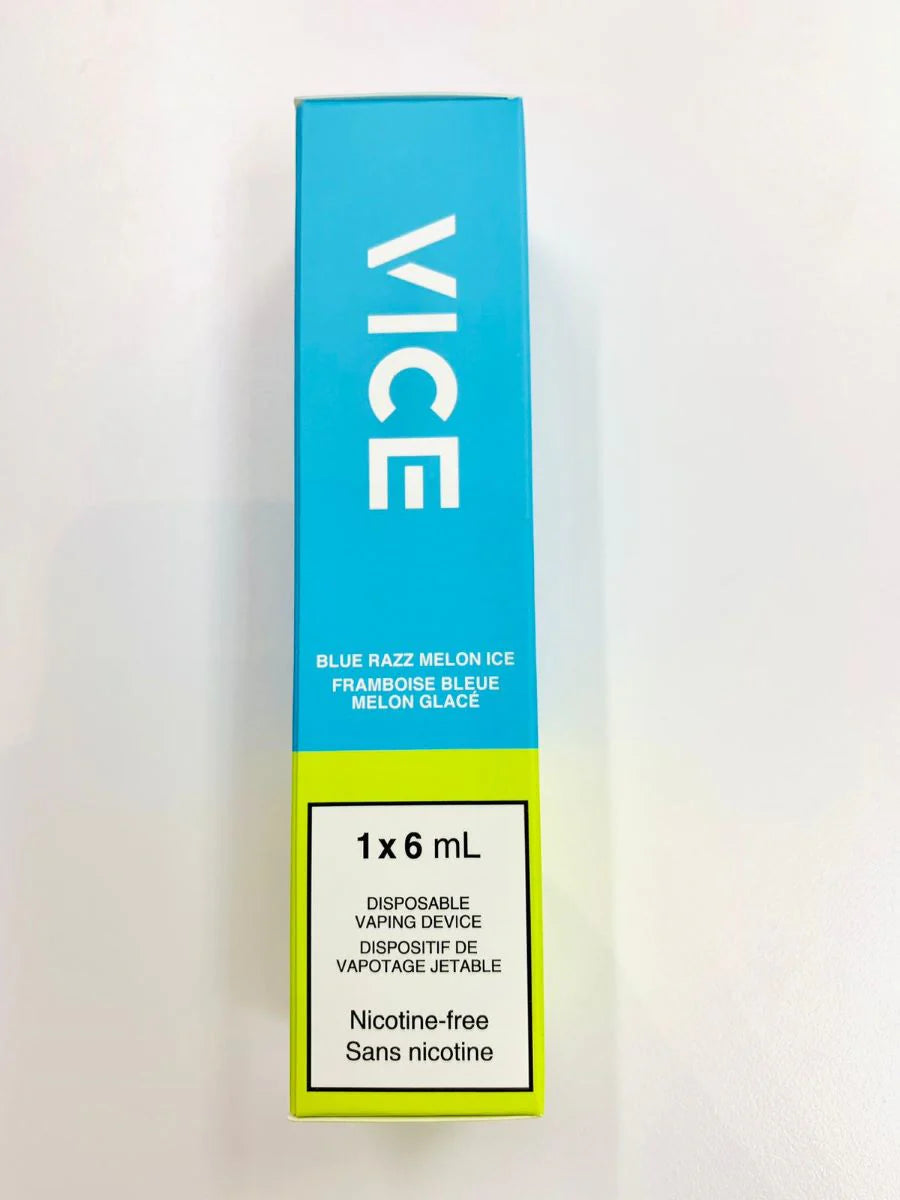 VICE
BLUE RAZZ MELON ICE
FRAMBOISE BLEUE
MELON GLACÉ
1 x 6 mL
DISPOSABLE
VAPING DEVICE
DISPOSITIF DE
VAPOTAGE JETABLE
Nicotine-free
Sans nicotine